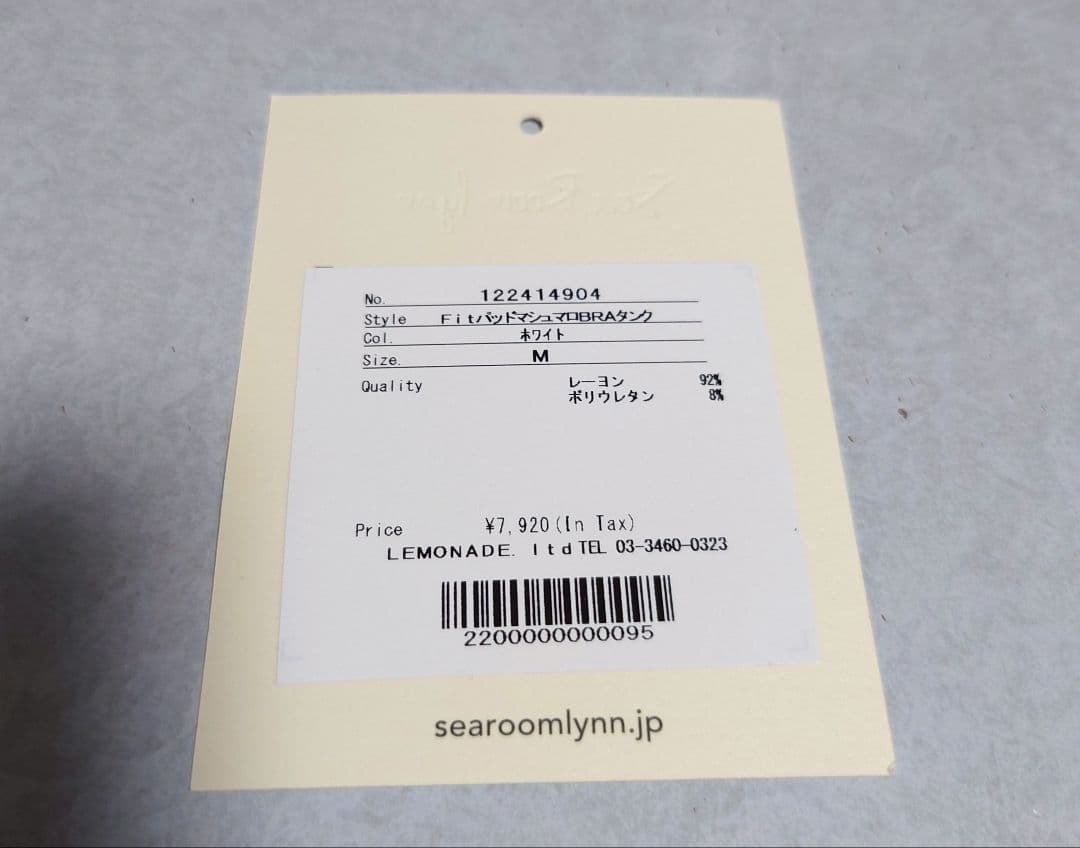 No. 122414904
Style FitパッドマシュマロBRAタンク
Col. ホワイト
Size. M
Quality レーヨン 92%
ポリウレタン 8%
Price ¥7,920(In Tax)
LEMONADE. ltd TEL 03-3460-0323
2200000000095
searoomlynn.jp